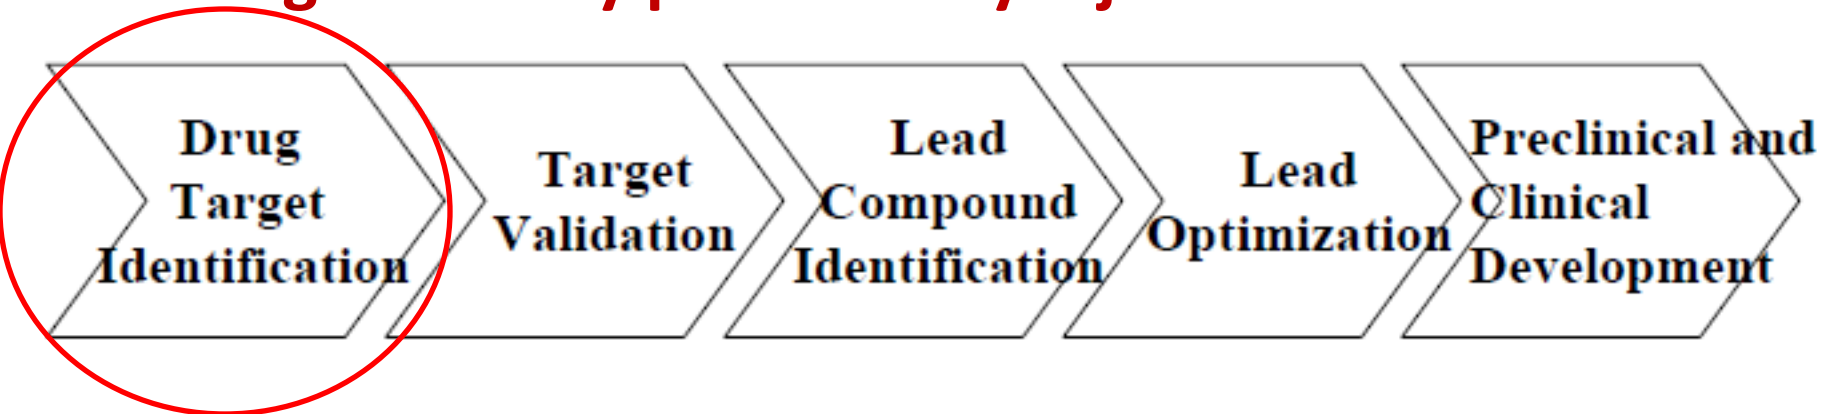 Drug
Target
Identification
Target
Validation
Lead
Compound
Identification
Lead
Optimization
Preclinical and
Clinical
Development